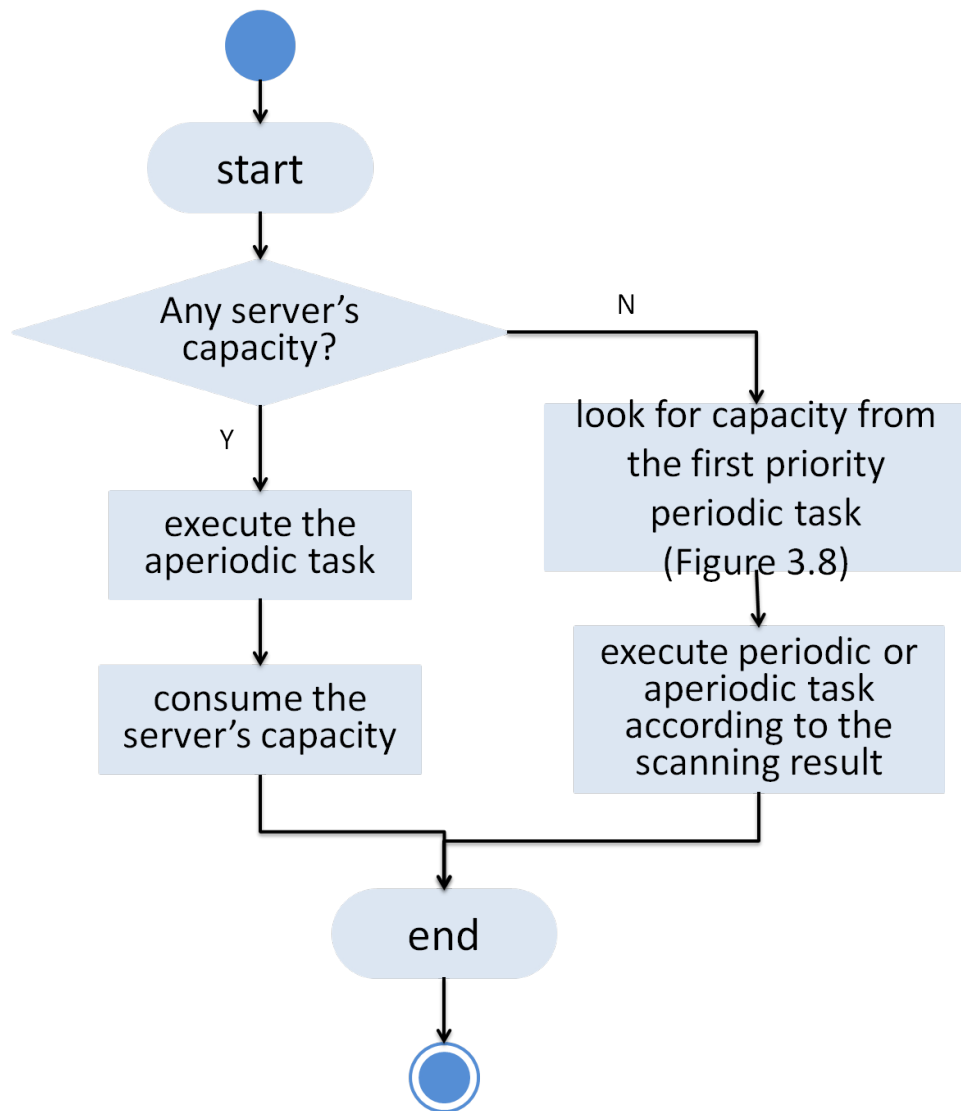 start
Any server’s
capacity?
N
Y
look for capacity from
the first priority
periodic task
(Figure 3.8)
execute the
aperiodic task
execute periodic or
aperiodic task
according to the
scanning result
consume the
server’s capacity
end